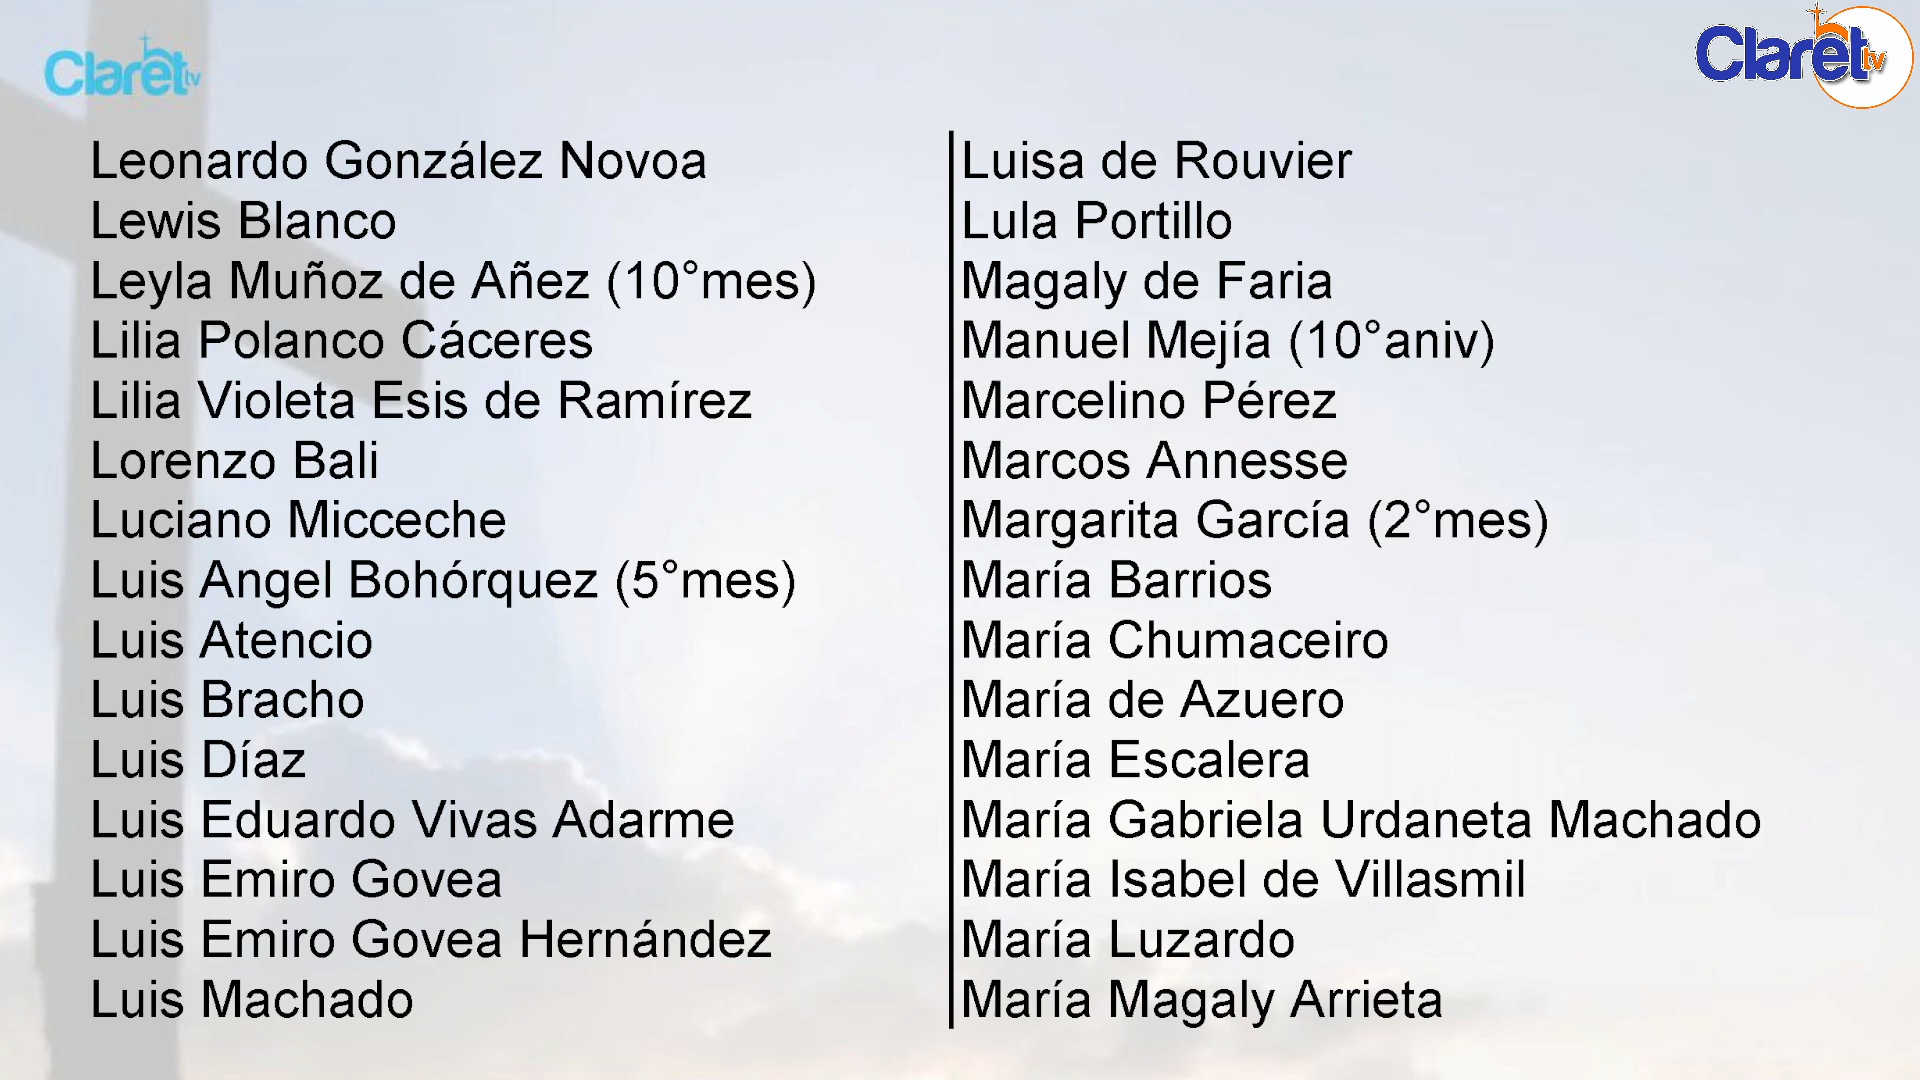 Claret tv
Claret tv
Leonardo González Novoa
Lewis Blanco
Leyla Muñoz de Añez (10°mes)
Lilia Polanco Cáceres
Lilia Violeta Esis de Ramírez
Lorenzo Bali
Luciano Micceche
Luis Angel Bohórquez (5°mes)
Luis Atencio
Luis Bracho
Luis Díaz
Luis Eduardo Vivas Adarme
Luis Emiro Govea
Luis Emiro Govea Hernández
Luis Machado
Luisa de Rouvier
Lula Portillo
Magaly de Faria
Manuel Mejía (10°aniv)
Marcelino Pérez
Marcos Annesse
Margarita García (2°mes)
María Barrios
María Chumaceiro
María de Azuero
María Escalera
María Gabriela Urdaneta Machado
María Isabel de Villasmil
María Luzardo
María Magaly Arrieta